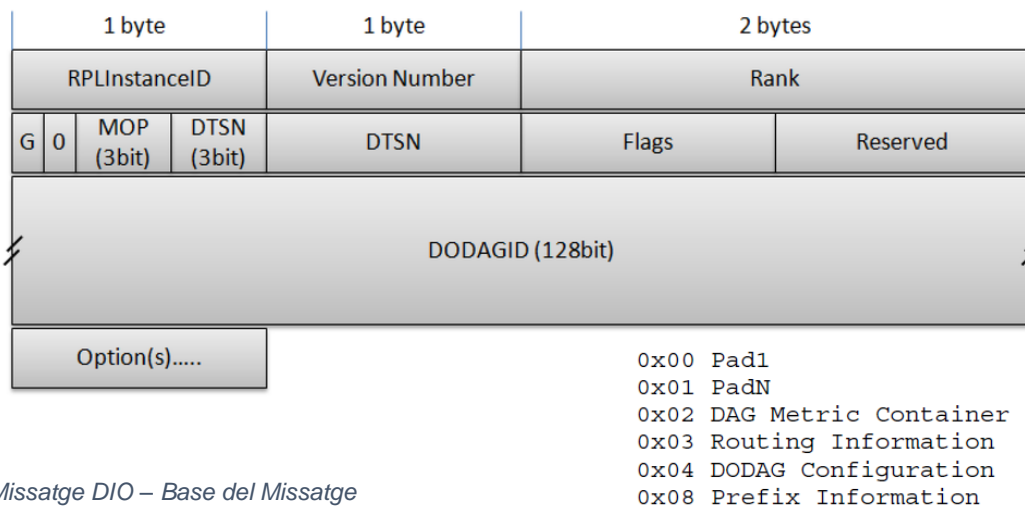 1 byte 1 byte 2 bytes
RPLInstanceID Version Number Rank
G 0 MOP (3bit) DTSN (3bit) DTSN Flags Reserved
DODAGID (128bit)
Option(s).....
0x00 Pad1
0x01 PadN
0x02 DAG Metric Container
0x03 Routing Information
0x04 DODAG Configuration
0x08 Prefix Information
Missatge DIO – Base del Missatge